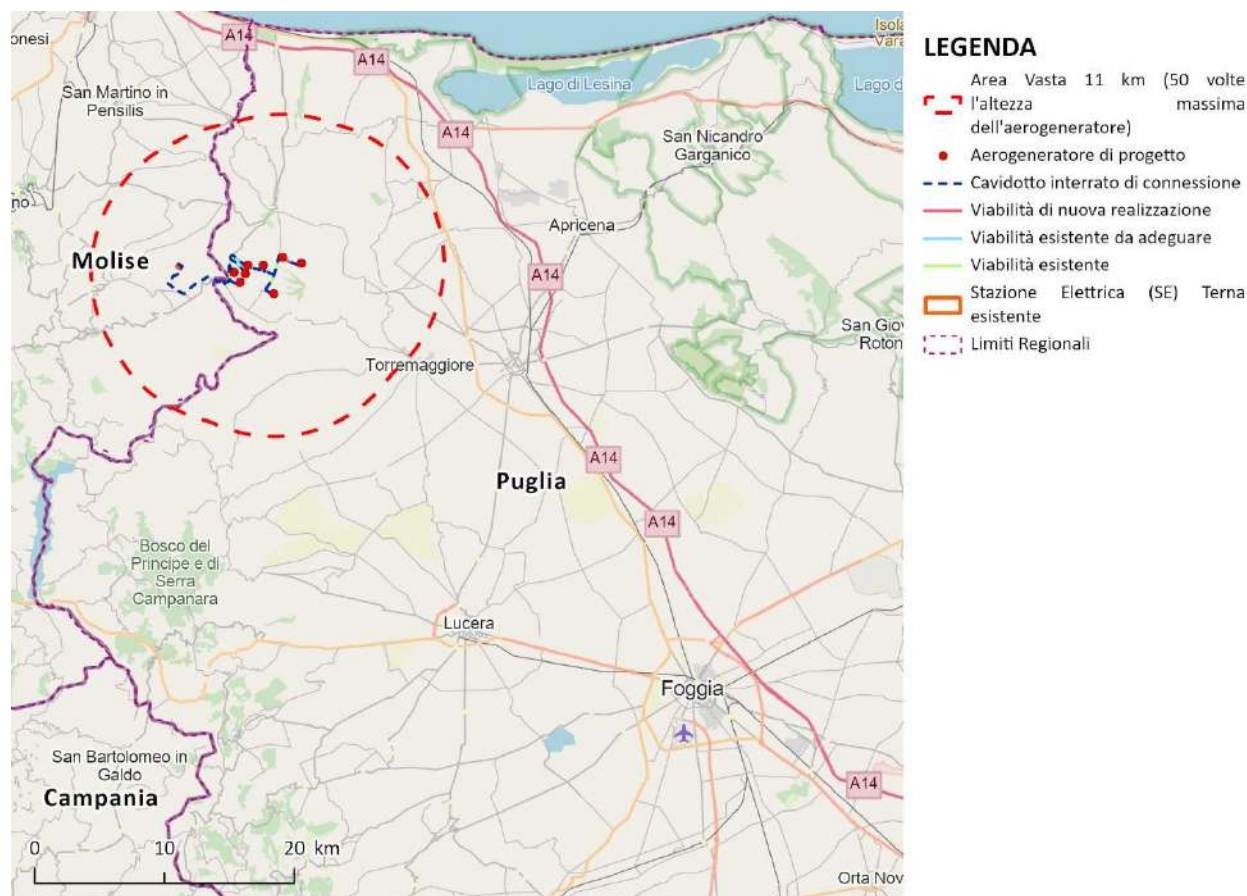 A14
A14
A14
Isola
Vara
onesi
San Martino in
Pensilis
Lago di Lesina
Lago d
San Nicandro
Garganico
no
Apricena
Molise
A14
San Giov
Roton
Torremaggiore
A14
Puglia
A14
Bosco del
Principe e di
Serra
Campanara
Lucera
Foggia
San Bartolomeo in
Galdo
Campania
A14
0 10 20 km
Orta Nov
LEGENDA
Area Vasta 11 km (50 volte
l'altezza massima
dell'aerogeneratore)
Aerogeneratore di progetto
Cavidotto interrato di connessione
Viabilità di nuova realizzazione
Viabilità esistente da adeguare
Viabilità esistente
Stazione Elettrica (SE) Terna
esistente
Limiti Regionali